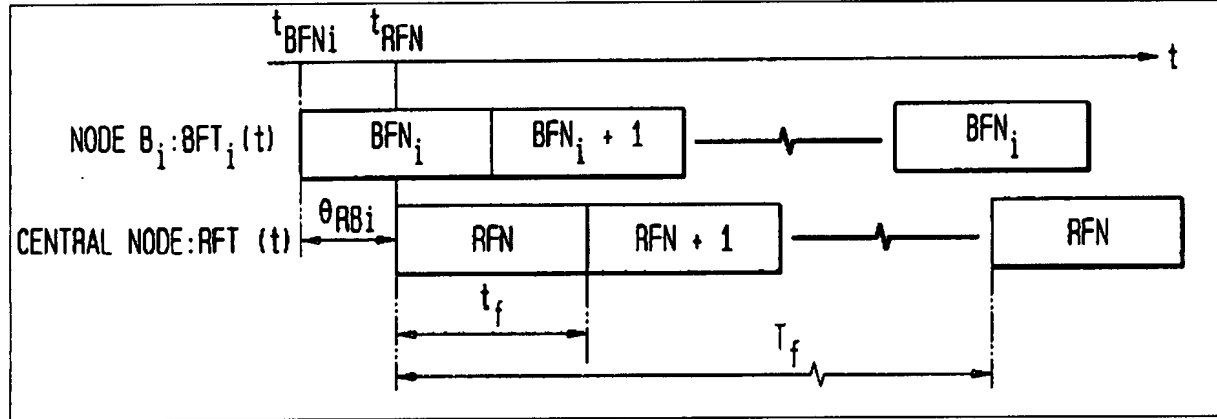 t_BFNi t_RFN
t
NODE B_i:BFT_i(t) BFN_i BFN_i + 1 BFN_i
θ_RBi
CENTRAL NODE:RFT (t) RFN RFN + 1 RFN
t_f
T_f